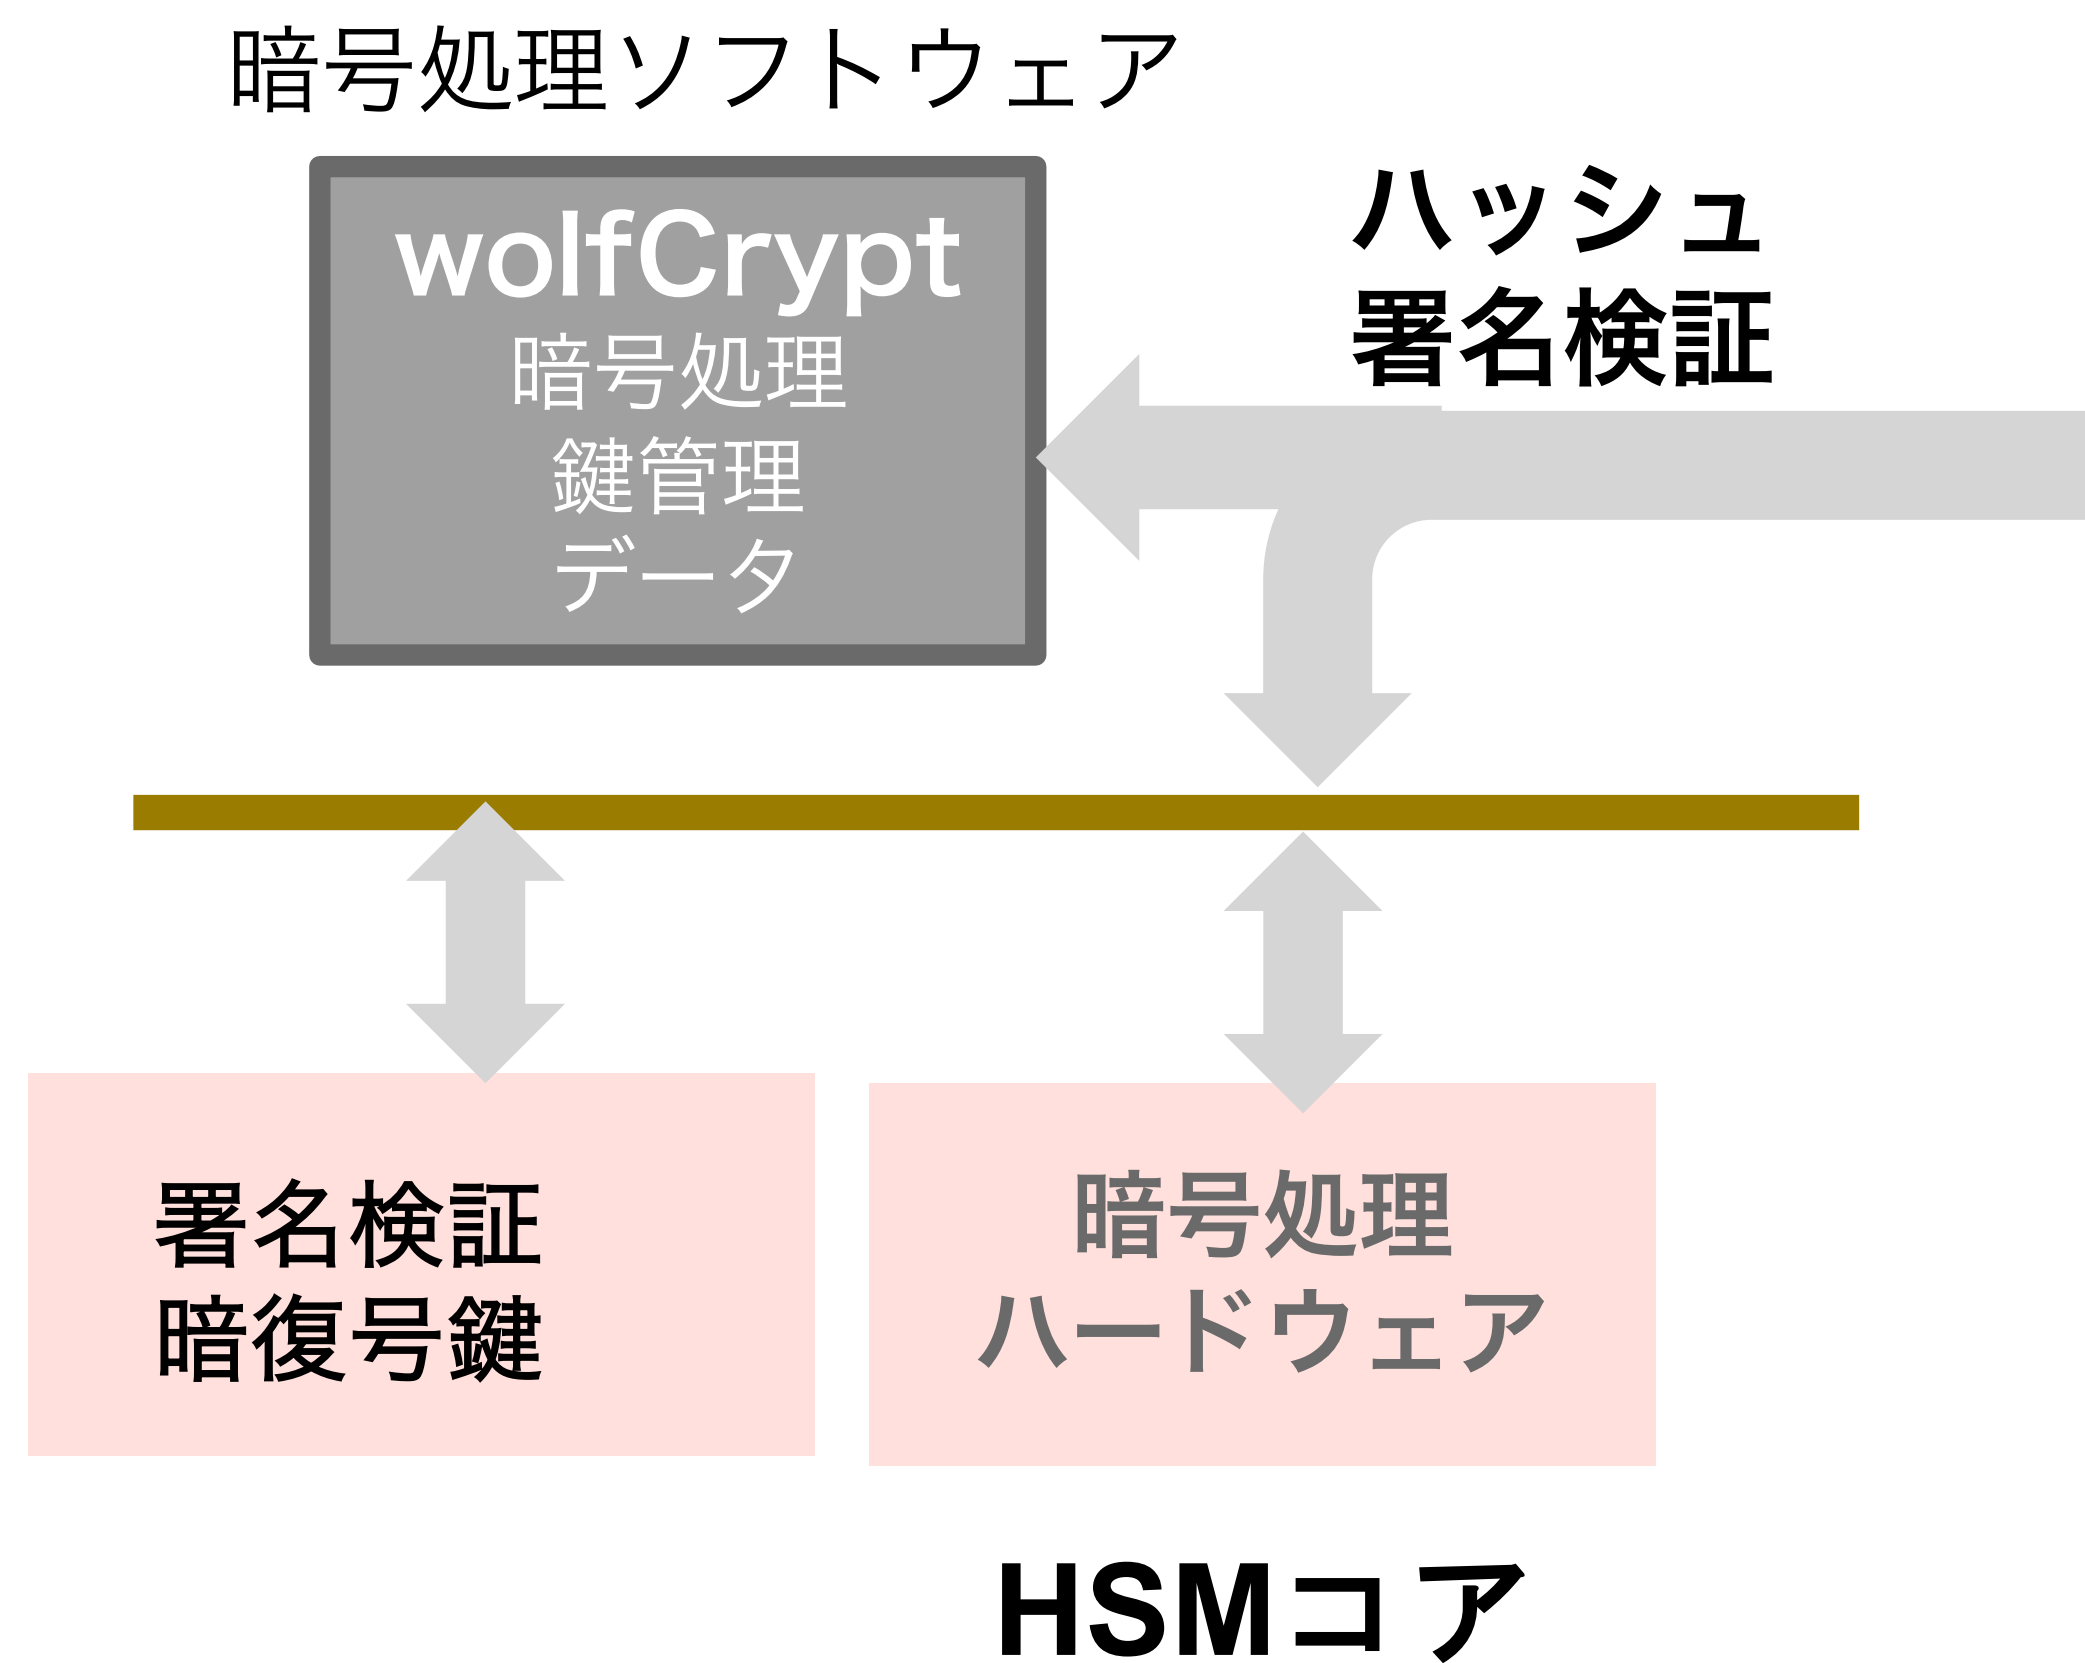 暗号処理ソフトウェア
wolfCrypt
暗号処理
鍵管理
データ
ハッシュ
署名検証
署名検証
暗復号鍵
暗号処理
ハードウェア
HSMコア